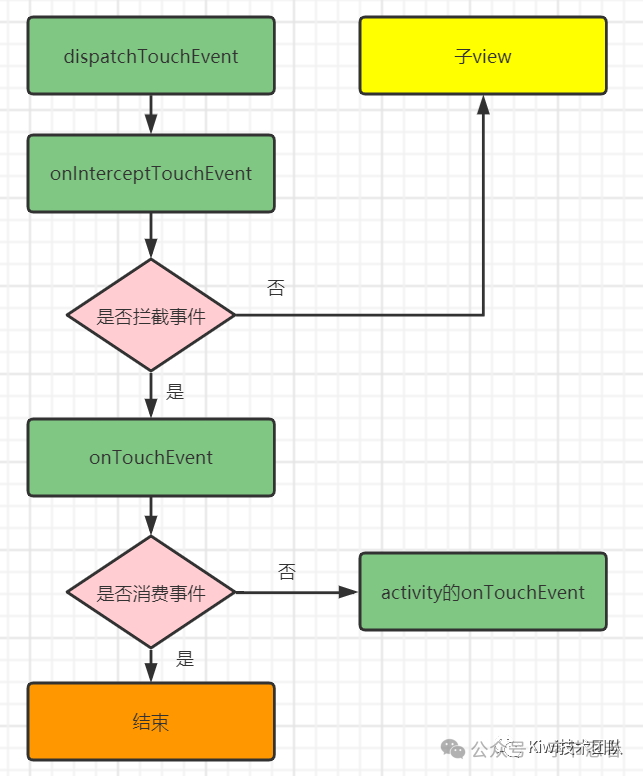 dispatchTouchEvent
子view
onInterceptTouchEvent
否
是否拦截事件
是
onTouchEvent
否
是否消费事件
activity的onTouchEvent
是
结束
公众号
Kiwi技术团队